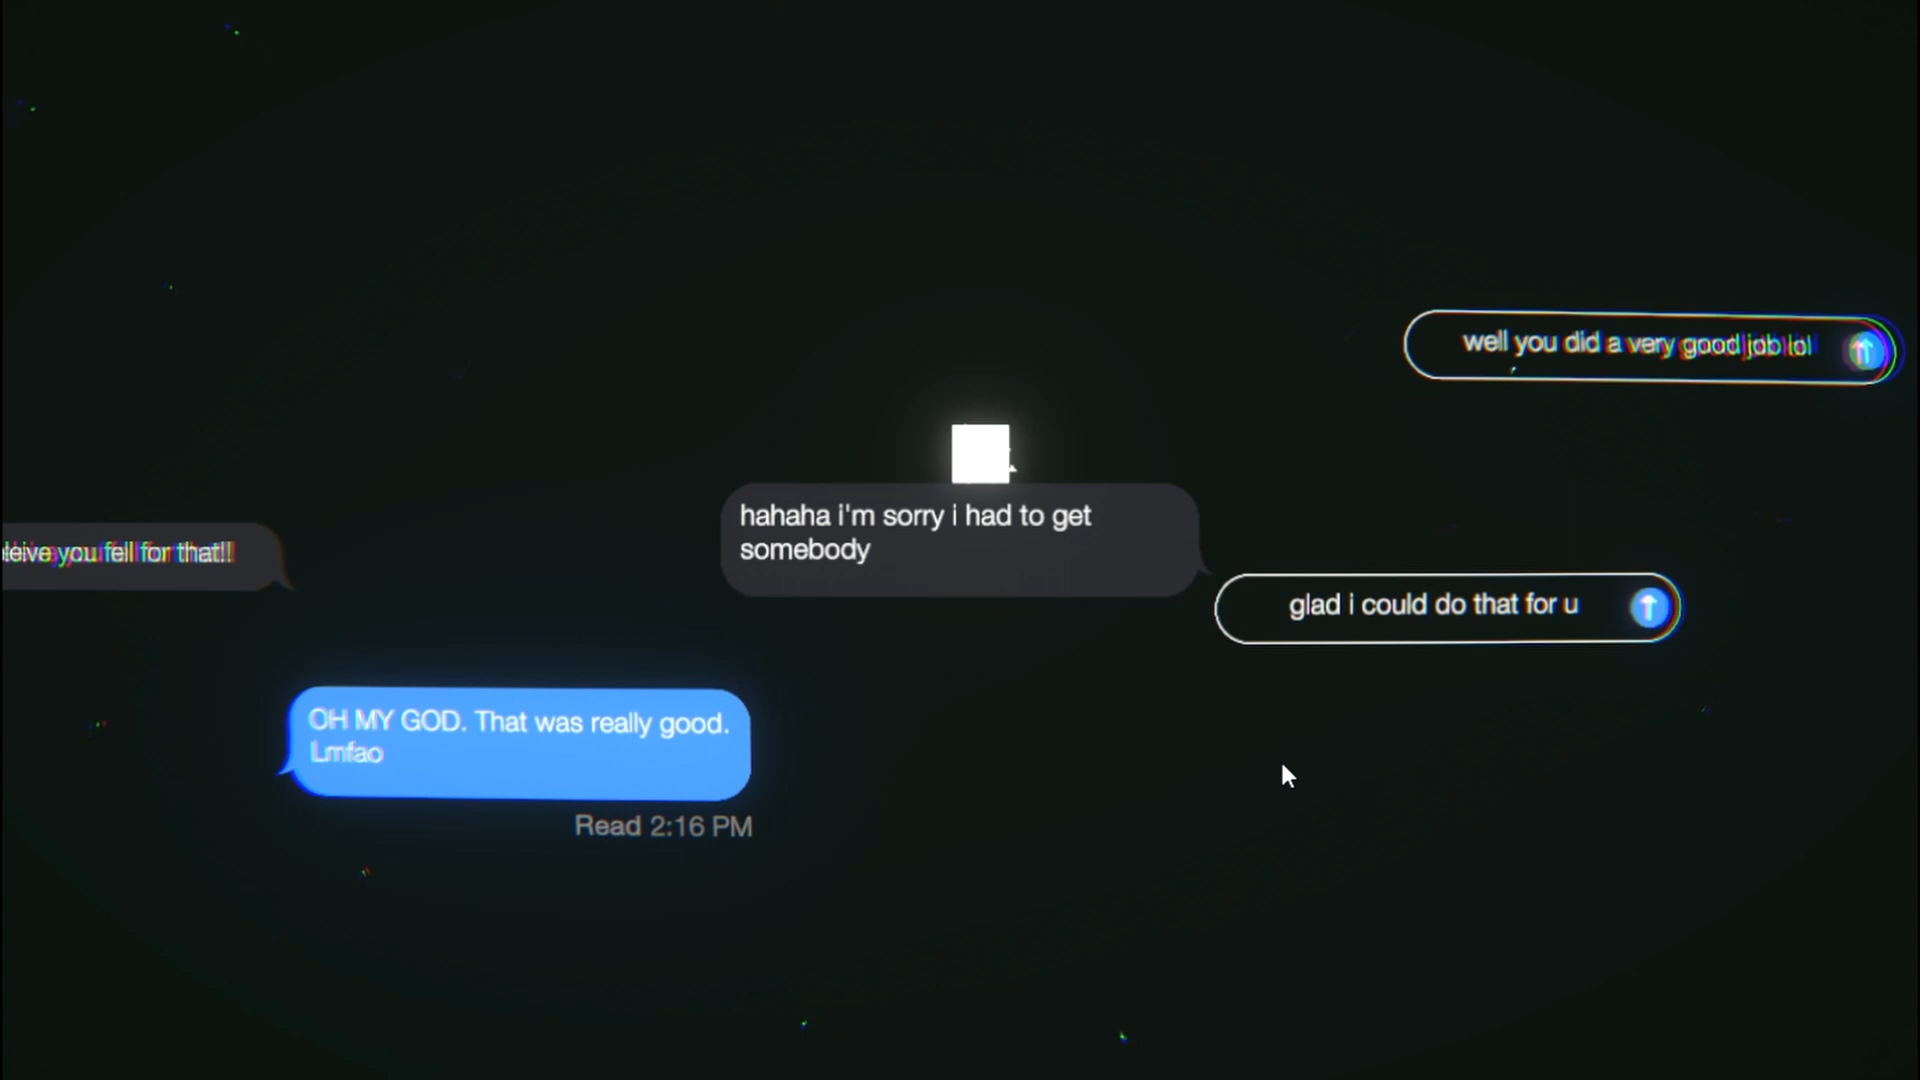 well you did a very good job lol
hahaha i'm sorry i had to get
somebody
eleive you fell for that!!
glad i could do that for u
OH MY GOD. That was really good.
Lmfao
Read 2:16 PM